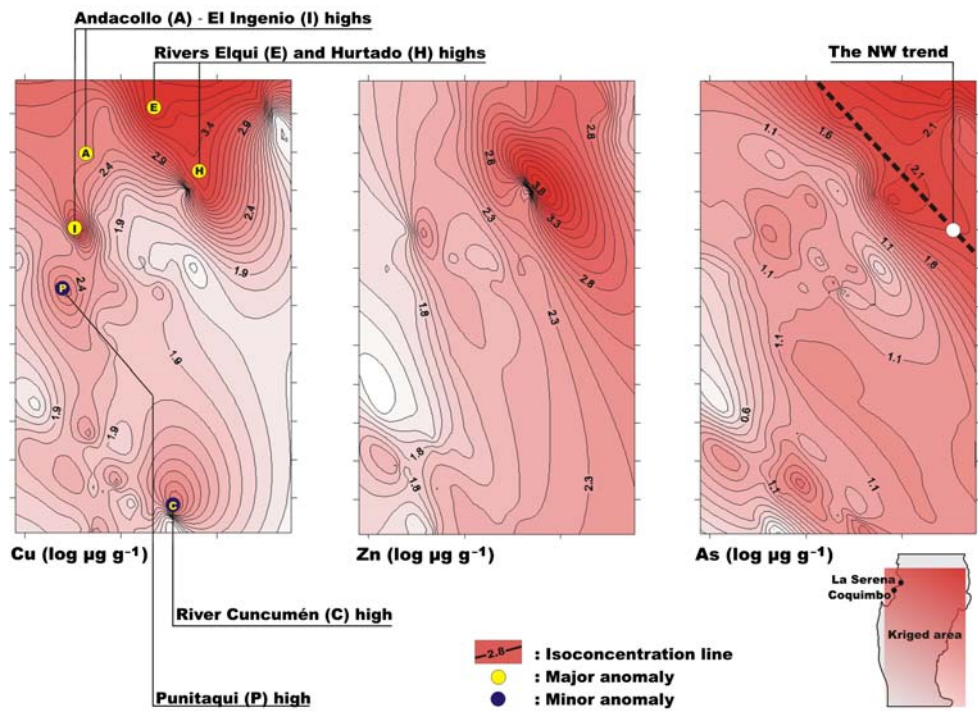 Andacollo (A) - El Ingenio (I) highs
Rivers Elqui (E) and Hurtado (H) highs
The NW trend
E
A
H
I
P
C
3.4
2.9
2.4
2.9
2.4
1.9
1.9
2.4
1.9
1.9
1.9
2.8
2.8
3.8
3.3
2.3
2.8
1.8
2.3
1.8
1.8
2.3
1.1
1.6
2.1
2.1
1.1
1.6
1.1
1.1
1.1
0.6
1.1
1.1
Cu (log µg g⁻¹)
Zn (log µg g⁻¹)
As (log µg g⁻¹)
La Serena
Coquimbo
Kriged area
River Cuncumén (C) high
Punitaqui (P) high
2.8 : Isoconcentration line
: Major anomaly
: Minor anomaly